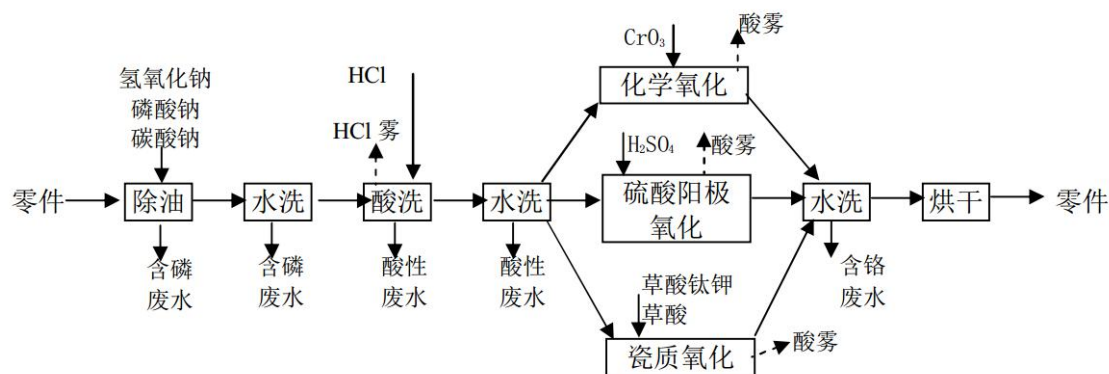 氢氧化钠
磷酸钠
碳酸钠
HCl
HCl 雾
CrO₃
酸雾
化学氧化
H₂SO₄
酸雾
零件
除油
水洗
酸洗
水洗
硫酸阳极
氧化
水洗
烘干
零件
含磷
废水
含磷
废水
酸性
废水
酸性
废水
含铬
废水
草酸钛钾
草酸
瓷质氧化
酸雾